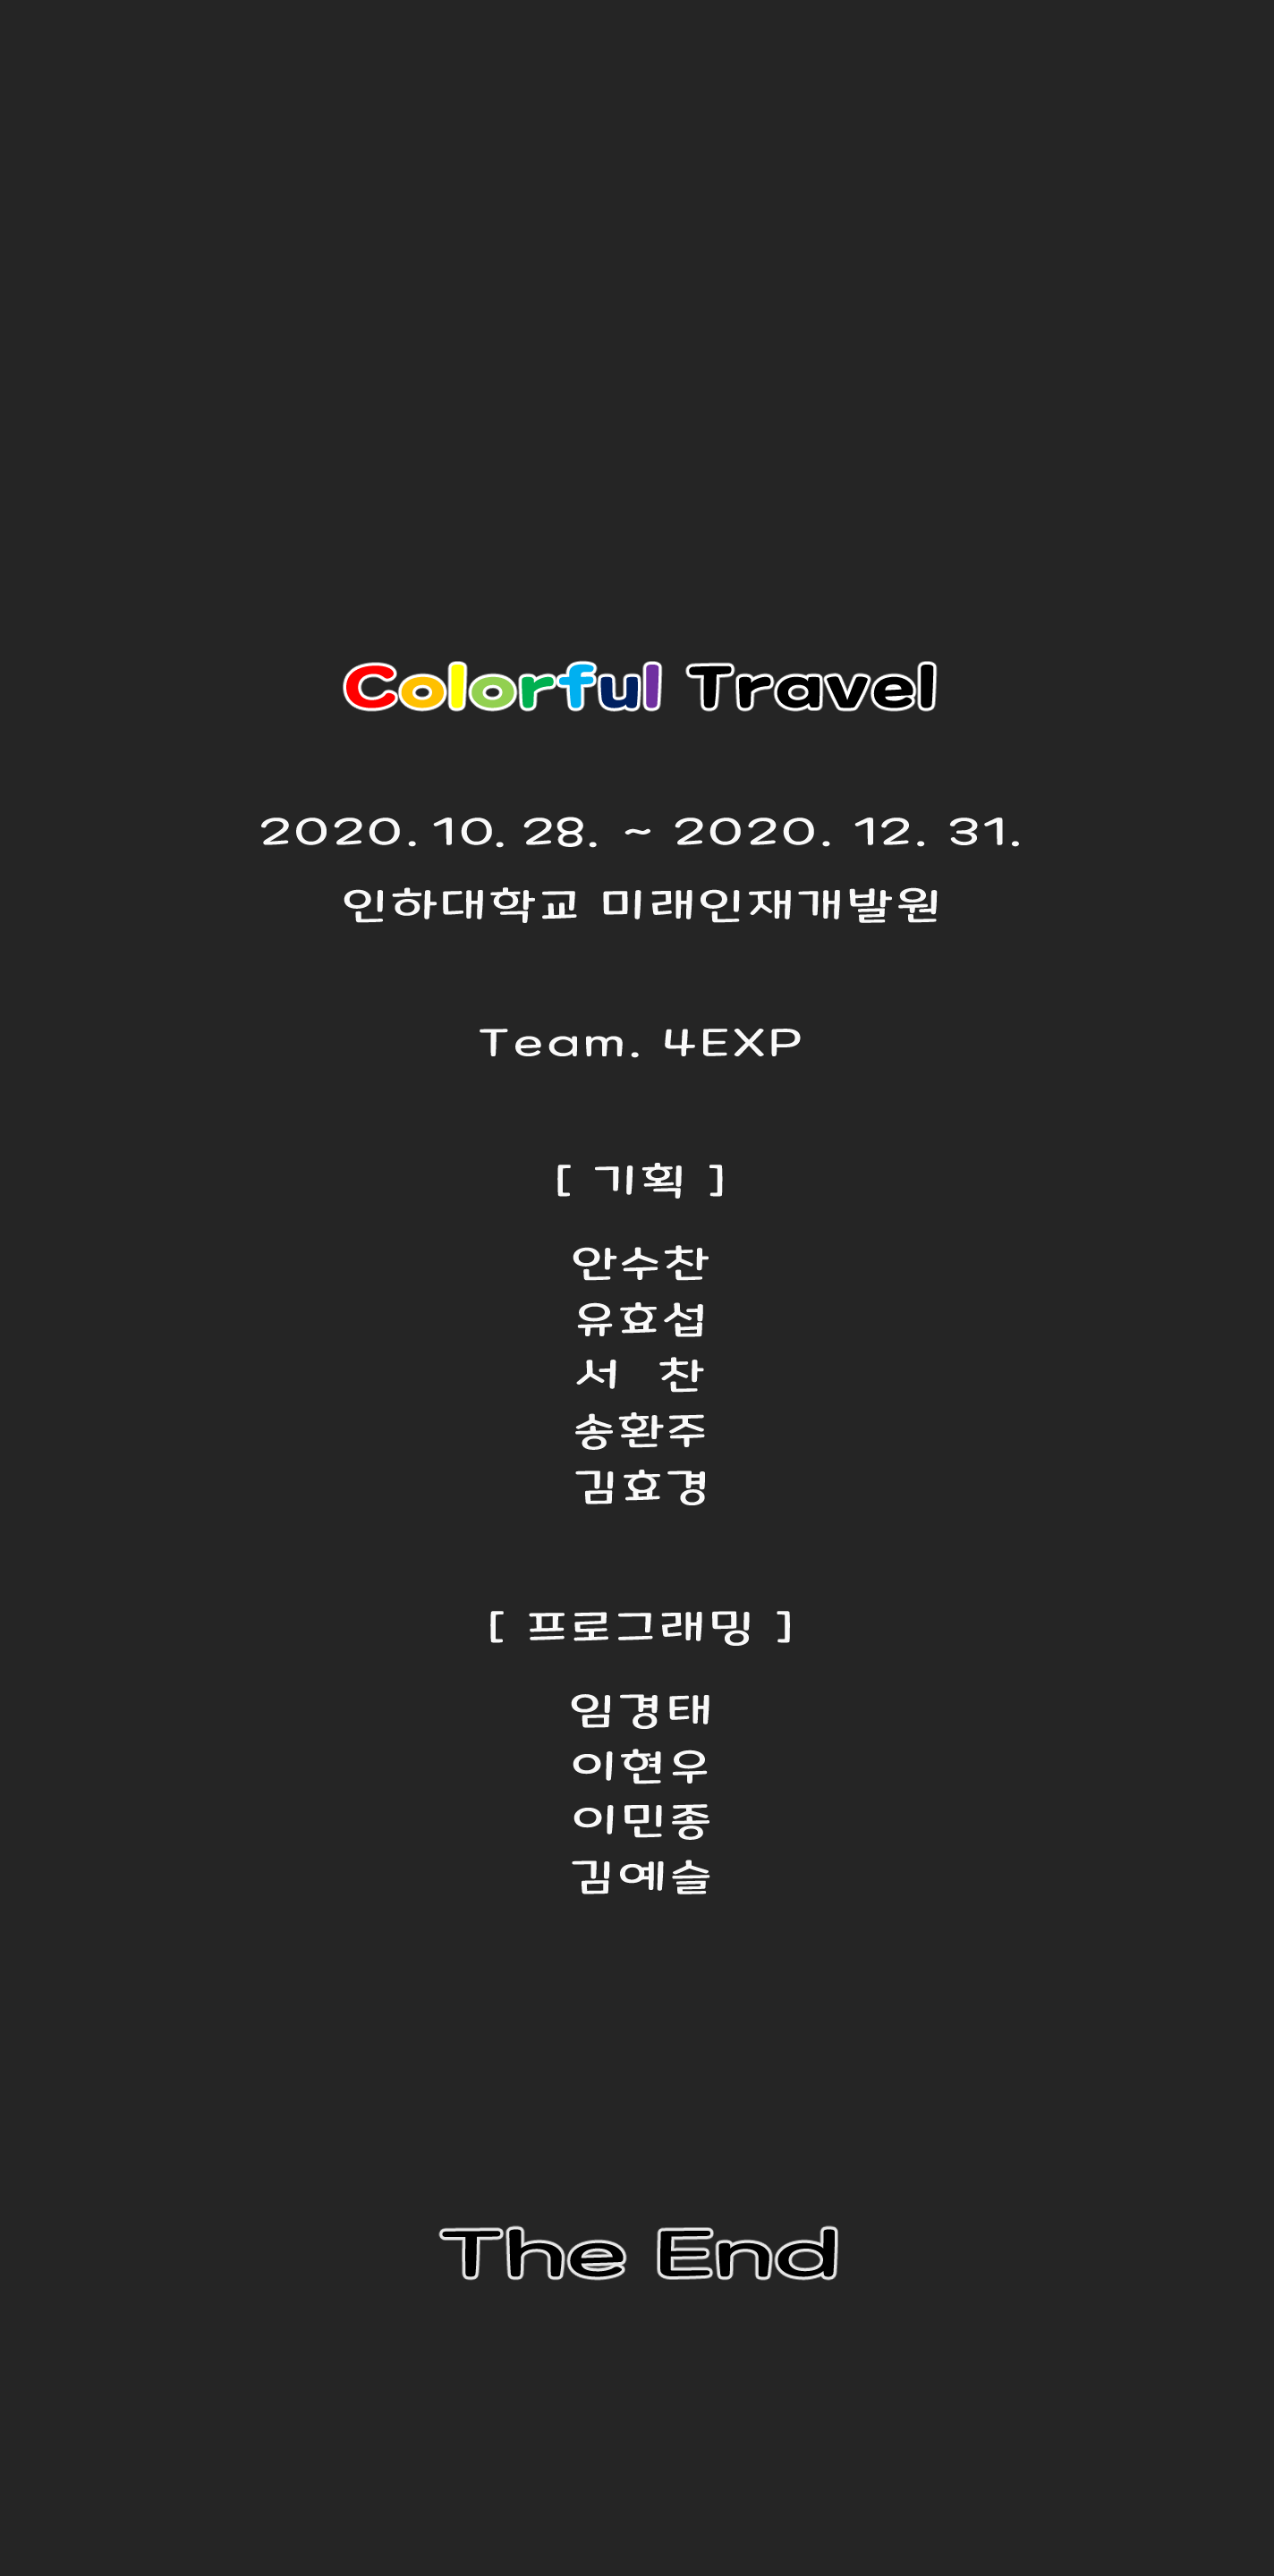 Colorful Travel
2020. 10. 28. ~ 2020. 12. 31.
인하대학교 미래인재개발원
Team. 4EXP
[ 기획 ]
안수찬
유효섭
서 찬
송환주
김효경
[ 프로그래밍 ]
임경태
이현우
이민종
김예슬
The End